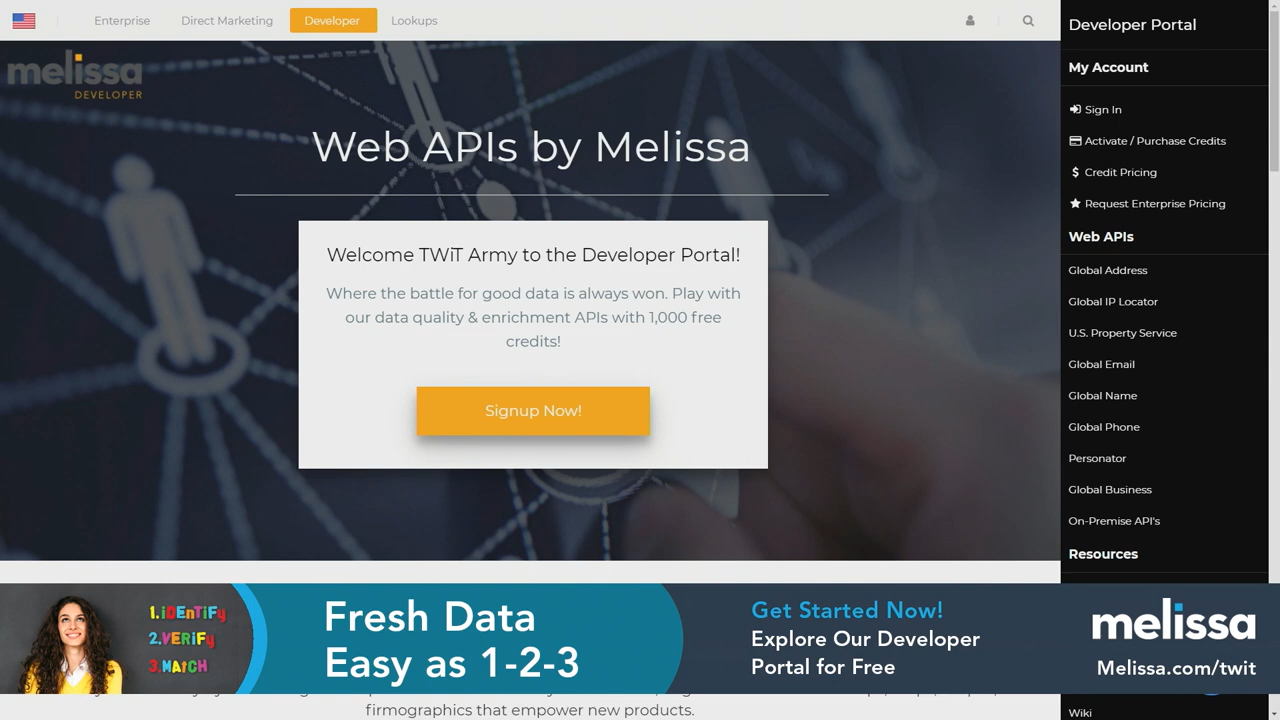 Enterprise
Direct Marketing
Developer
Lookups
melissa
DEVELOPER
Web APIs by Melissa
Welcome TWiT Army to the Developer Portal!
Where the battle for good data is always won. Play with
our data quality & enrichment APIs with 1,000 free
credits!
Signup Now!
Developer Portal
My Account
Sign In
Activate / Purchase Credits
Credit Pricing
Request Enterprise Pricing
Web APIs
Global Address
Global IP Locator
U.S. Property Service
Global Email
Global Name
Global Phone
Personator
Global Business
On-Premise API's
Resources
1.iDEnTiFy
2.VERiFy
3.MAtCH
Fresh Data
Easy as 1-2-3
Get Started Now!
Explore Our Developer
Portal for Free
melissa
Melissa.com/twit
firmographics that empower new products.
Wiki